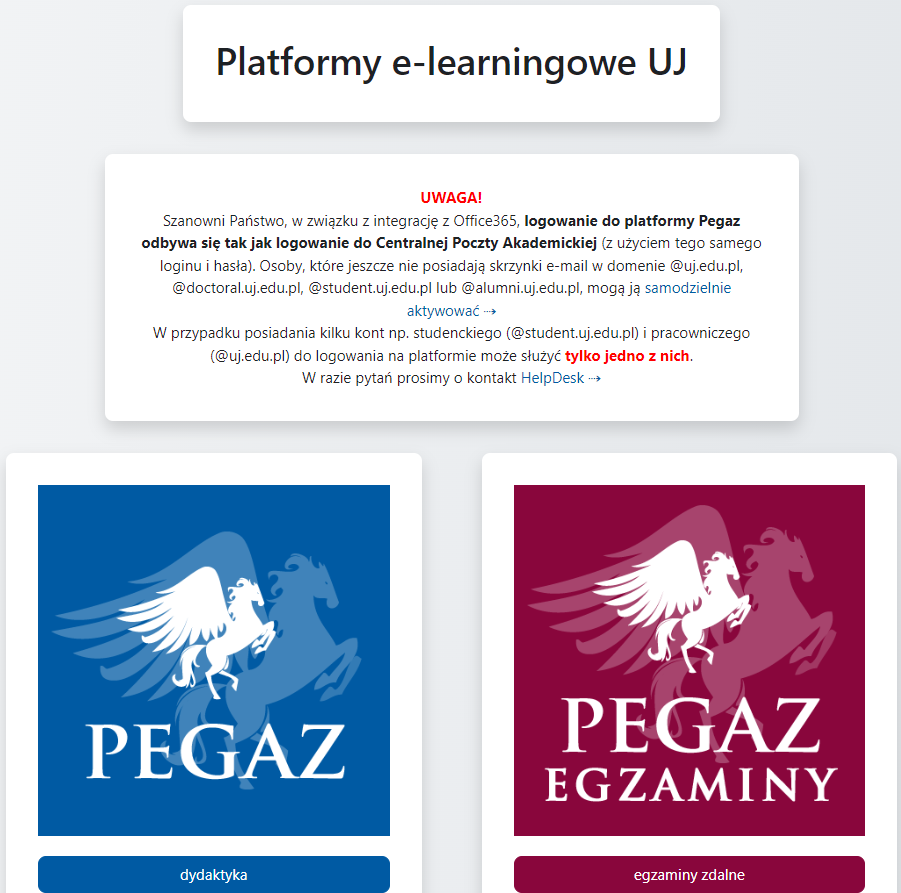 Platformy e-learningowe UJ
UWAGA!
Szanowni Państwo, w związku z integrację z Office365, logowanie do platformy Pegaz
odbywa się tak jak logowanie do Centralnej Poczty Akademickiej (z użyciem tego samego
loginu i hasła). Osoby, które jeszcze nie posiadają skrzynki e-mail w domenie @uj.edu.pl,
@doctoral.uj.edu.pl, @student.uj.edu.pl lub @alumni.uj.edu.pl, mogą ją samodzielnie
aktywować ⇢
W przypadku posiadania kilku kont np. studenckiego (@student.uj.edu.pl) i pracowniczego
(@uj.edu.pl) do logowania na platformie może służyć tylko jedno z nich.
W razie pytań prosimy o kontakt HelpDesk ⇢
PEGAZ
dydaktyka
PEGAZ
EGZAMINY
egzaminy zdalne